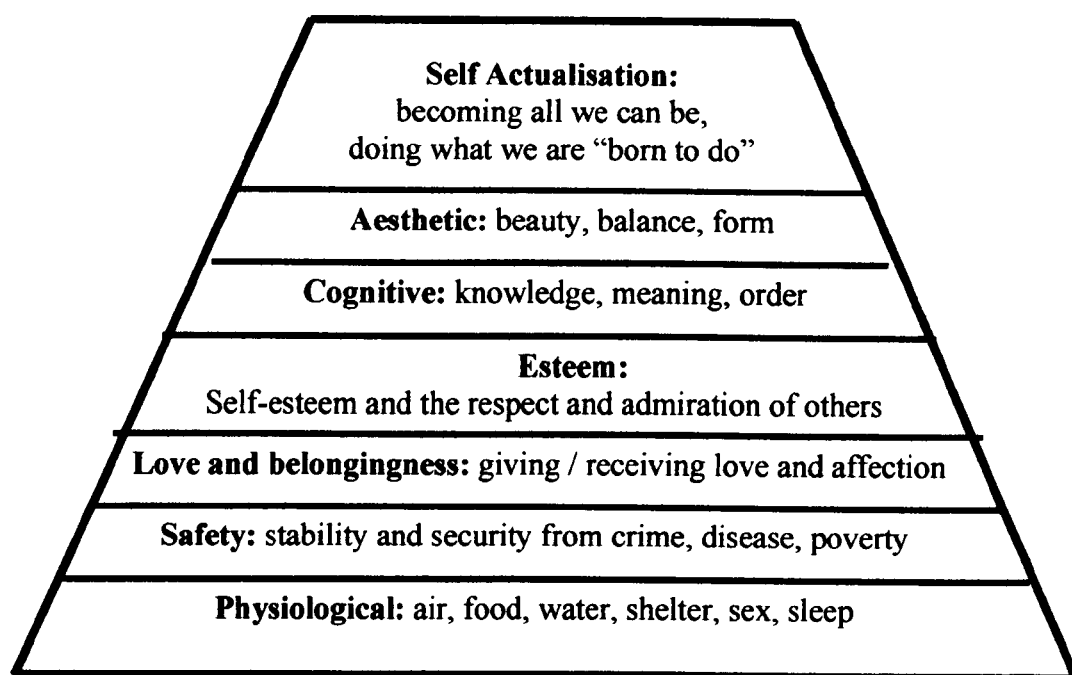 Self Actualisation:
becoming all we can be,
doing what we are “born to do”
Aesthetic: beauty, balance, form
Cognitive: knowledge, meaning, order
Esteem:
Self-esteem and the respect and admiration of others
Love and belongingness: giving / receiving love and affection
Safety: stability and security from crime, disease, poverty
Physiological: air, food, water, shelter, sex, sleep